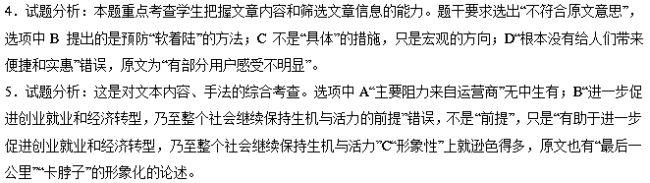 4．试题分析：本题重点考查学生把握文章内容和筛选文章信息的能力。题干要求选出“不符合原文意思”，
选项中 B 提出的是预防“软着陆”的方法；C 不是“具体”的措施，只是宏观的方向；D“根本没有给人们带来
便捷和实惠”错误，原文为“有部分用户感受不明显”。
5．试题分析：这是对文本内容、手法的综合考查。选项中 A“主要阻力来自运营商”无中生有；B“进一步促
进创业就业和经济转型，乃至整个社会继续保持生机与活力的前提”错误，不是“前提”，只是“有助于进一步
促进创业就业和经济转型，乃至整个社会继续保持生机与活力”C“形象性”上就逊色得多，原文也有“最后一
公里”“卡脖子”的形象化的论述。